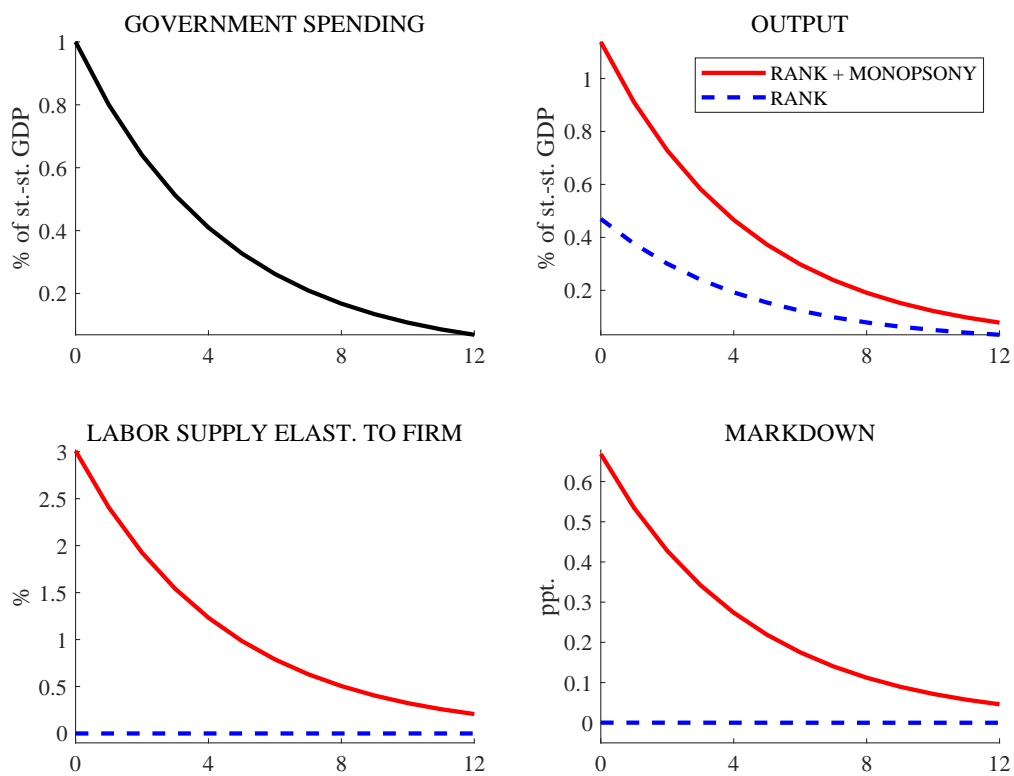 GOVERNMENT SPENDING
% of st.-st. GDP
1
0.8
0.6
0.4
0.2
0 4 8 12
OUTPUT
RANK + MONOPSONY
RANK
% of st.-st. GDP
1
0.8
0.6
0.4
0.2
0 4 8 12
LABOR SUPPLY ELAST. TO FIRM
%
3
2.5
2
1.5
1
0.5
0
0 4 8 12
MARKDOWN
ppt.
0.6
0.5
0.4
0.3
0.2
0.1
0
0 4 8 12